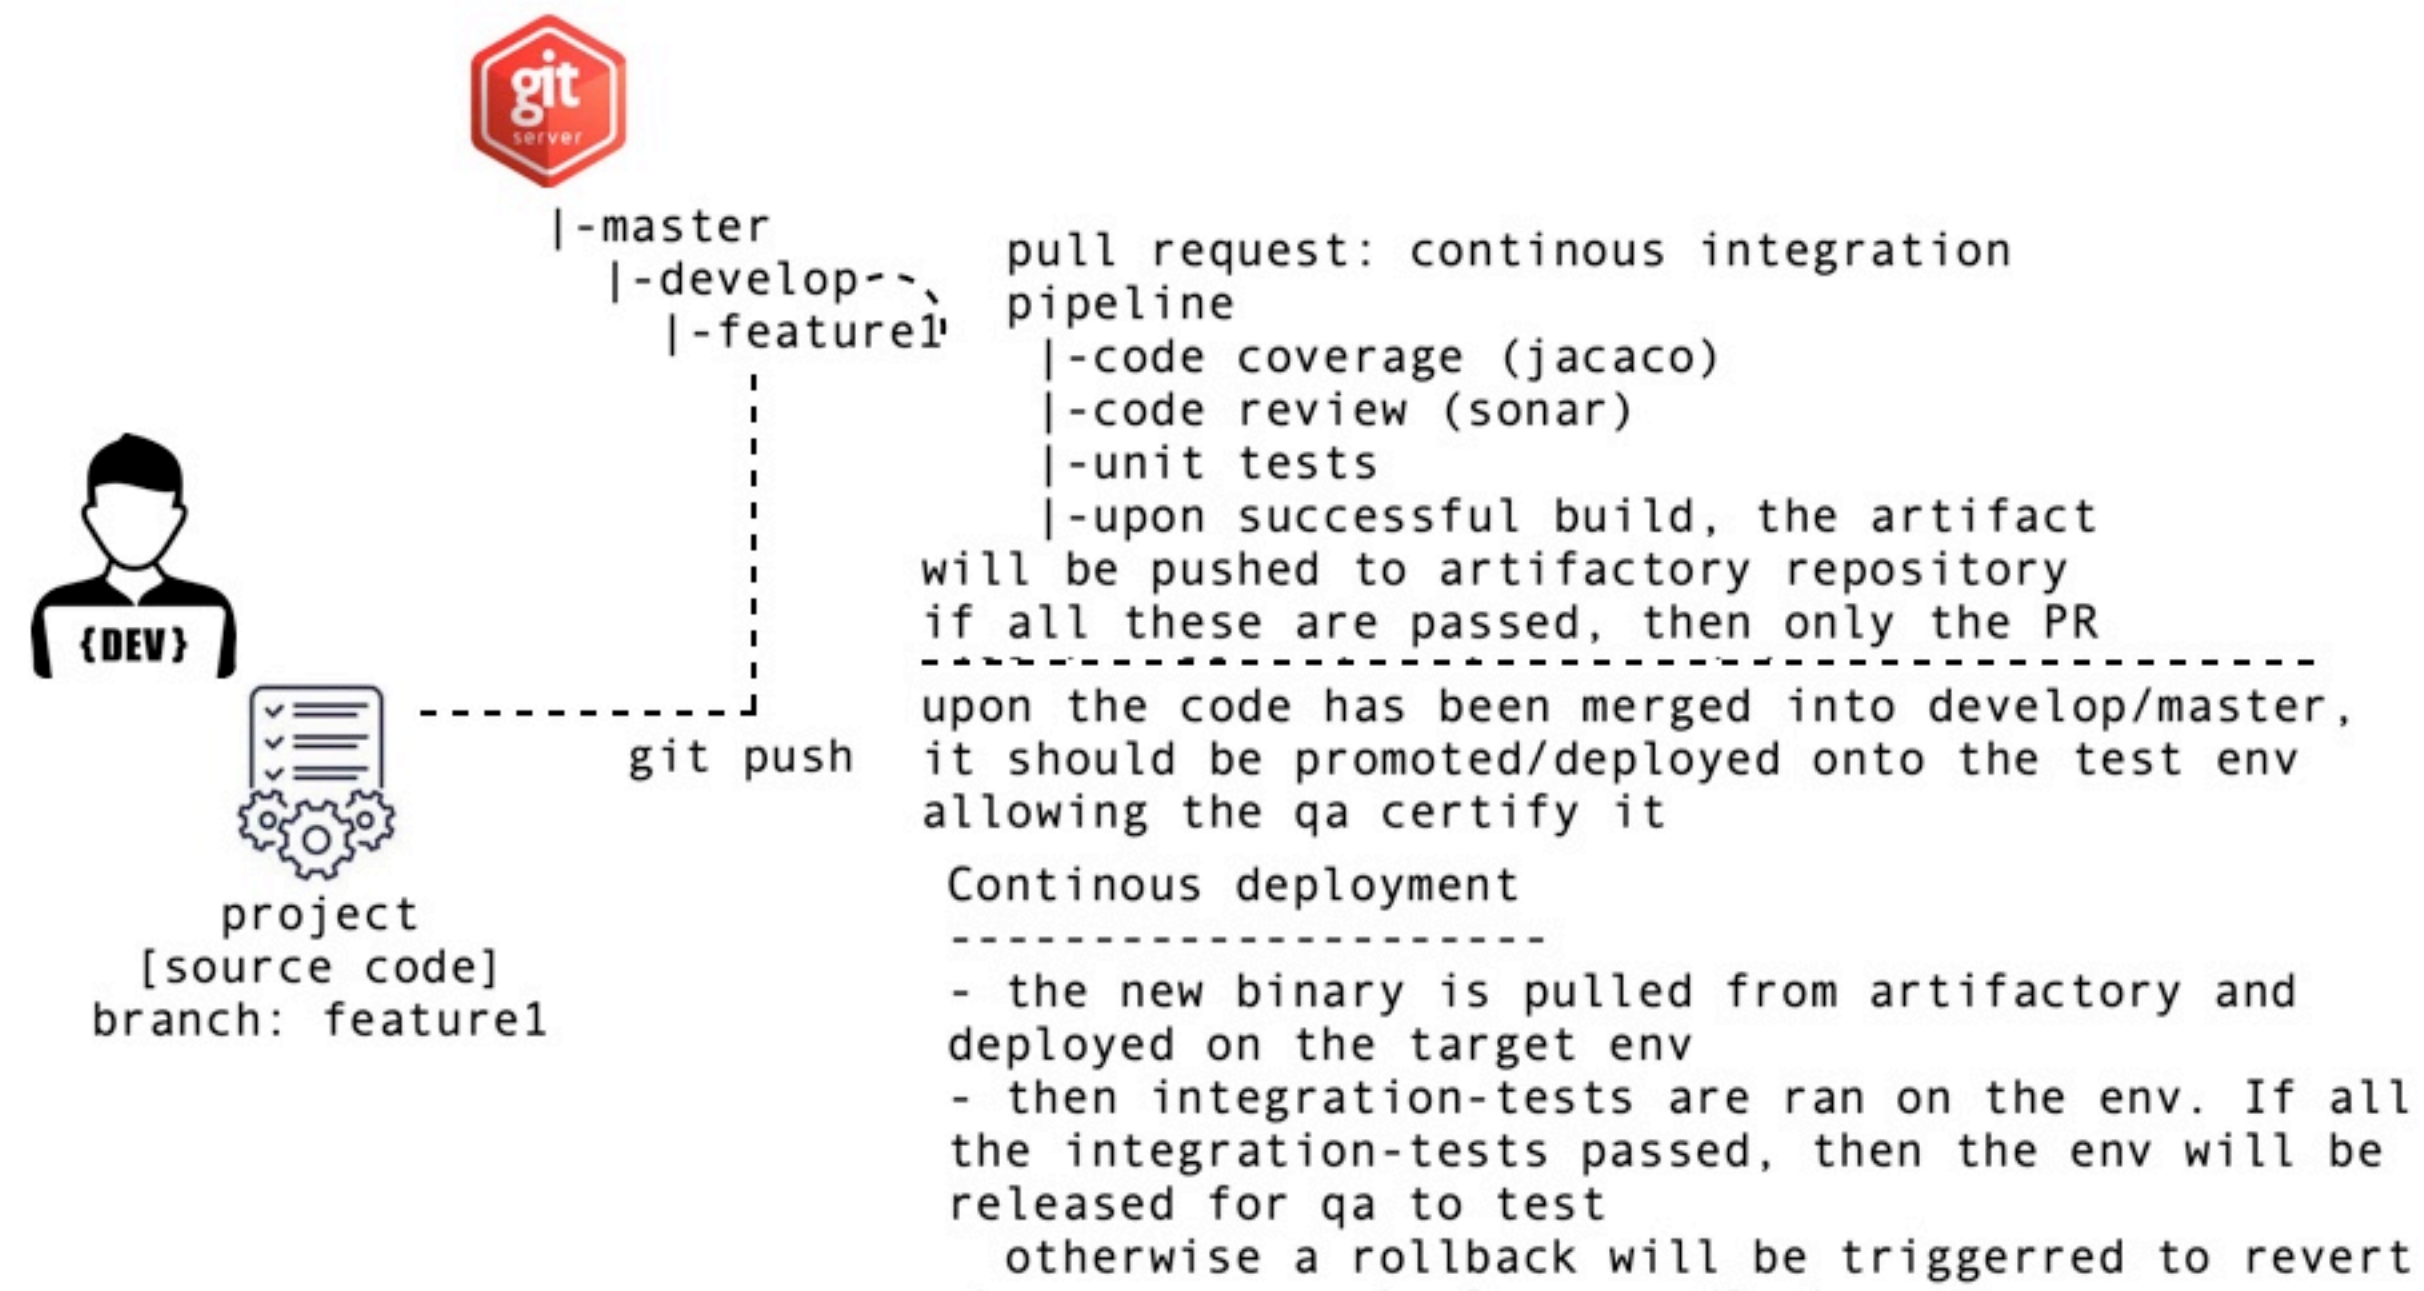 git
server
|-master
|-develop
|-feature1
{DEV}
git push
project
[source code]
branch: feature1
pull request: continous integration
pipeline
|-code coverage (jacaco)
|-code review (sonar)
|-unit tests
|-upon successful build, the artifact
will be pushed to artifactory repository
if all these are passed, then only the PR
upon the code has been merged into develop/master,
it should be promoted/deployed onto the test env
allowing the qa certify it
Continous deployment
---------------------
- the new binary is pulled from artifactory and
deployed on the target env
- then integration-tests are ran on the env. If all
the integration-tests passed, then the env will be
released for qa to test
otherwise a rollback will be triggerred to revert